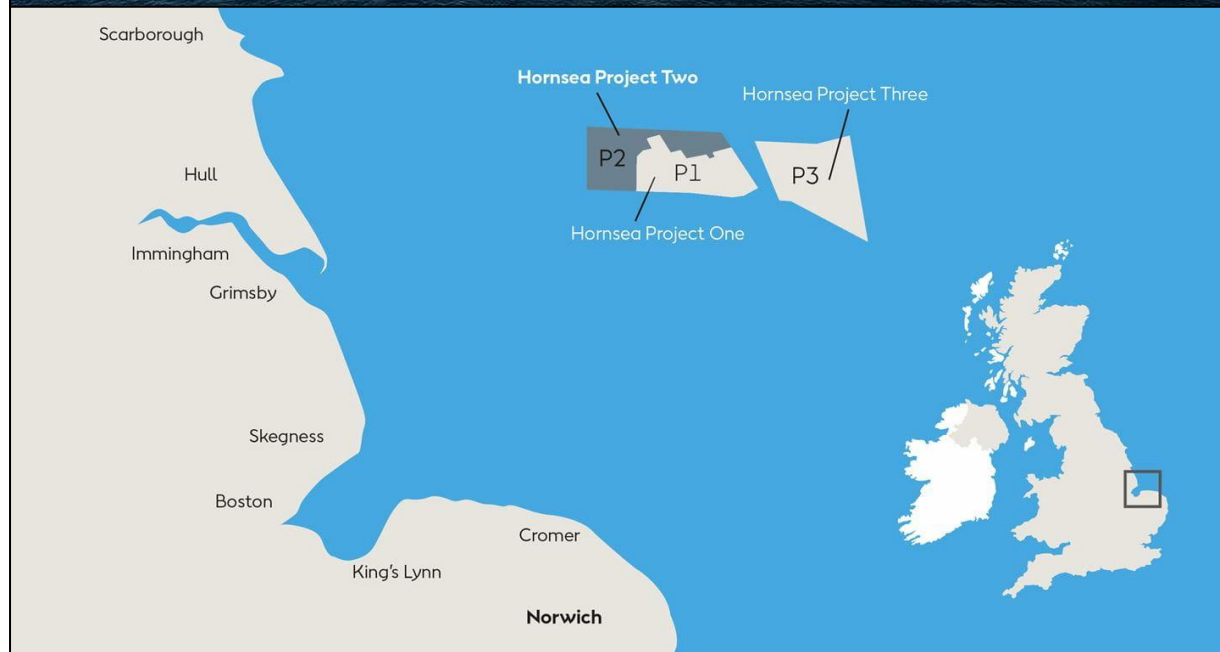 Scarborough
Hornsea Project Two
Hornsea Project Three
P2
P1
P3
Hull
Hornsea Project One
Immingham
Grimsby
Skegness
Boston
Cromer
King's Lynn
Norwich